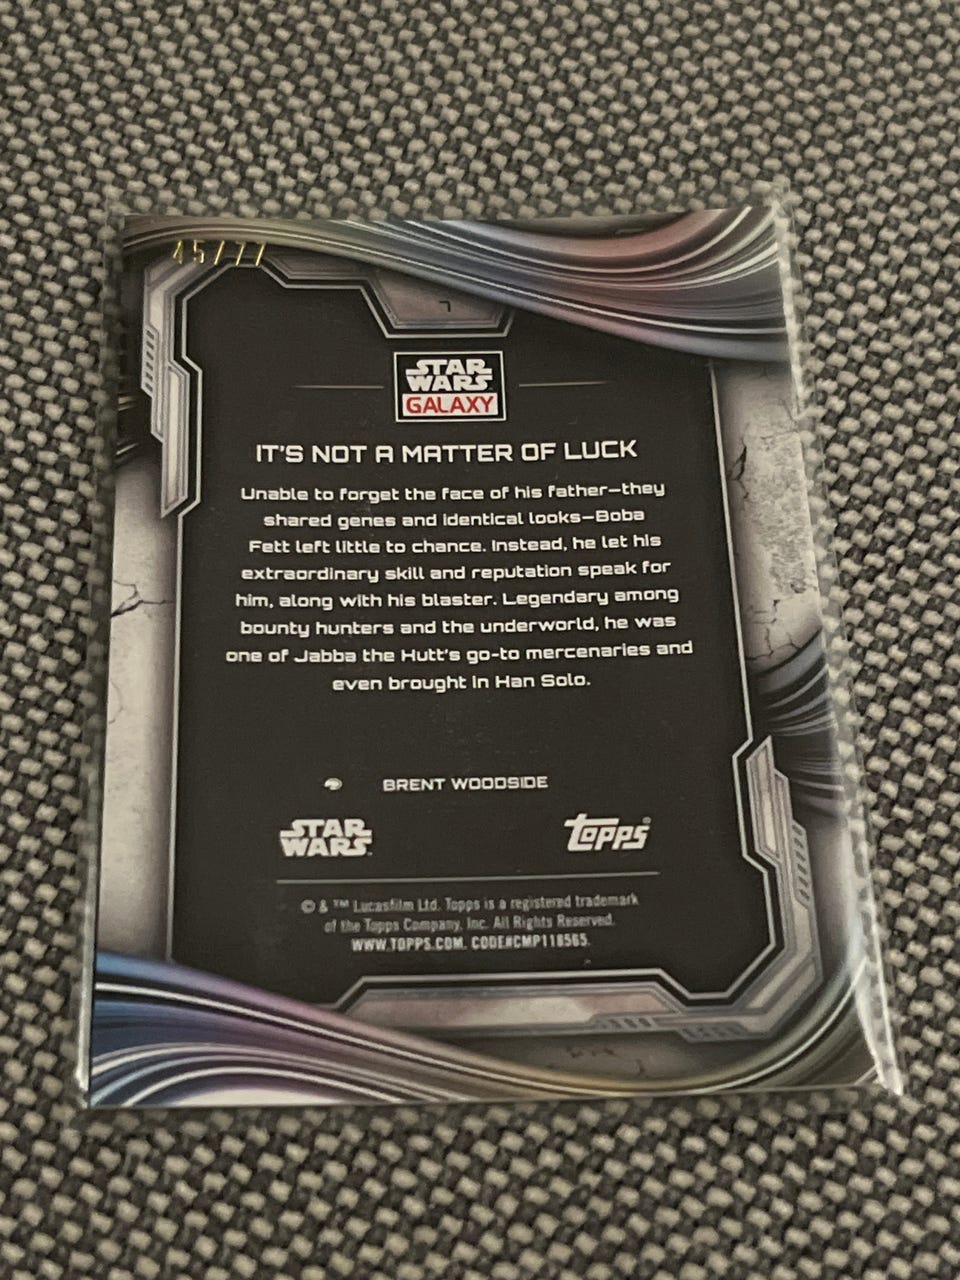 45/77
7
STAR
WARS
GALAXY
IT'S NOT A MATTER OF LUCK
Unable to forget the face of his father—they
shared genes and identical looks—Boba
Fett left little to chance. Instead, he let his
extraordinary skill and reputation speak for
him, along with his blaster. Legendary among
bounty hunters and the underworld, he was
one of Jabba the Hutt's go-to mercenaries and
even brought in Han Solo.
BRENT WOODSIDE
STAR
WARS™
Topps®
© & ™ Lucasfilm Ltd. Topps is a registered trademark
of the Topps Company, Inc. All Rights Reserved.
WWW.TOPPS.COM. CODE#CMP118565.